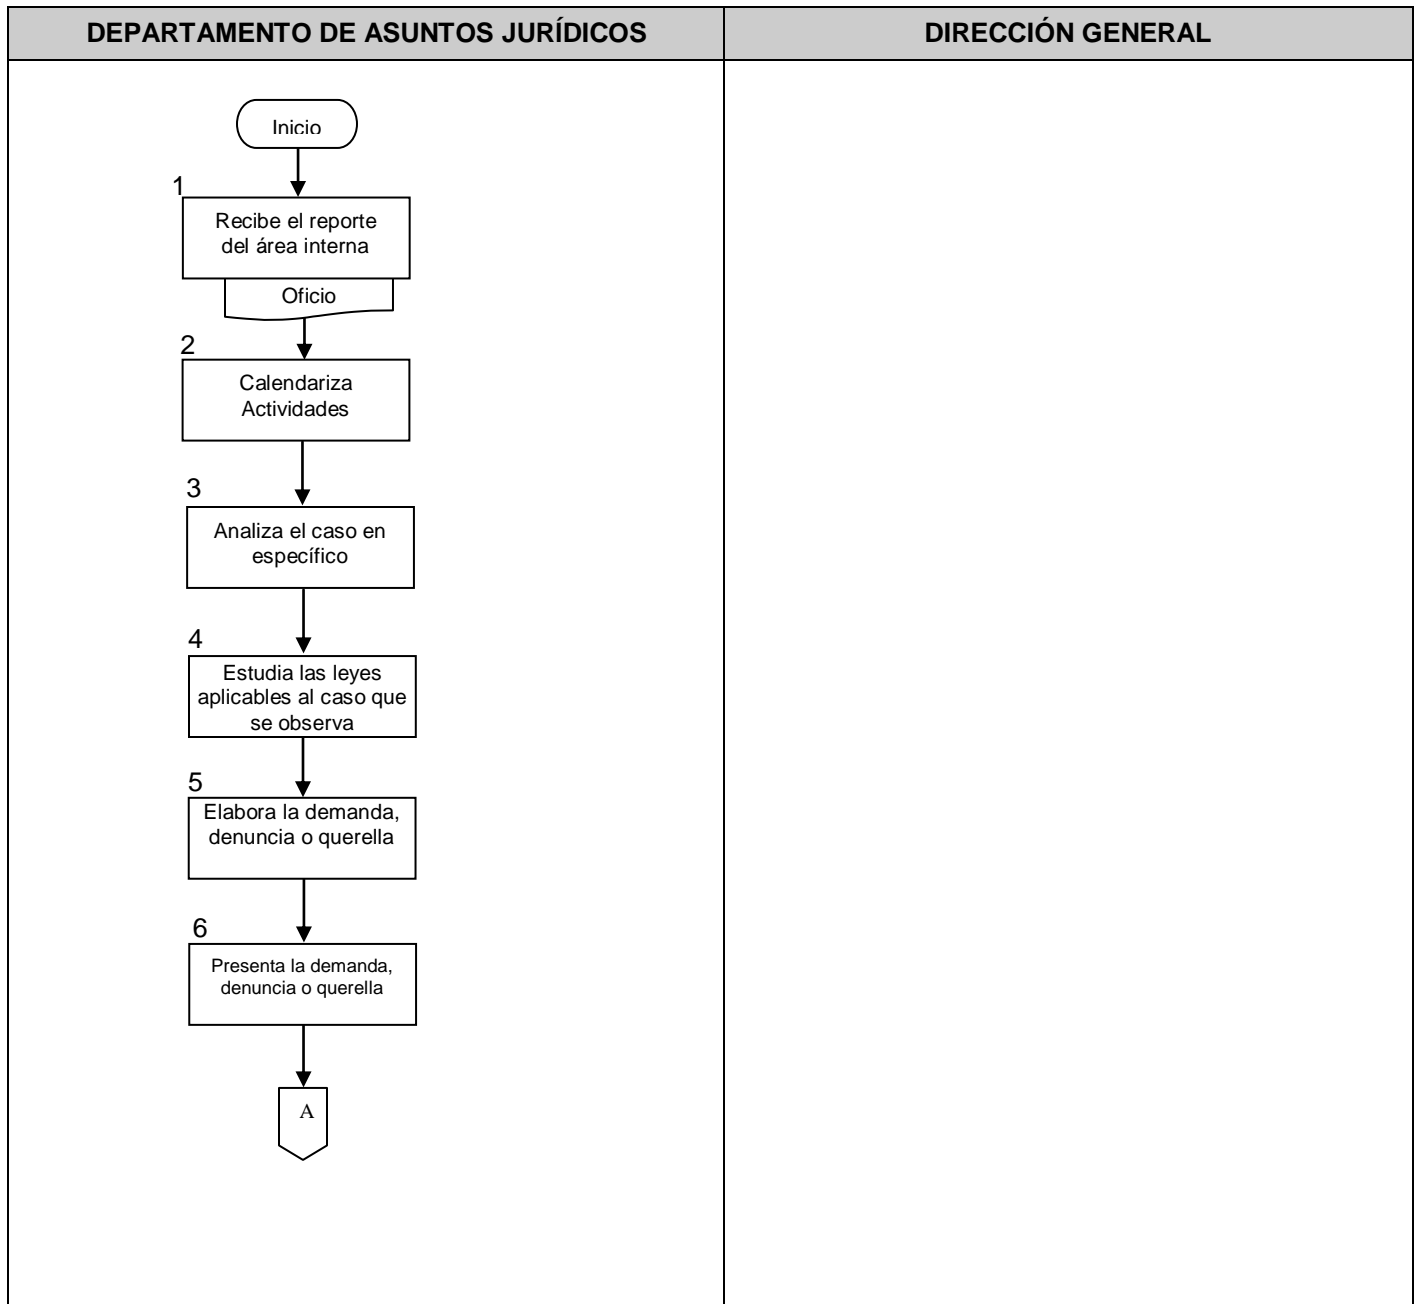 DEPARTAMENTO DE ASUNTOS JURÍDICOS
DIRECCIÓN GENERAL
Inicio
1
Recibe el reporte
del área interna
Oficio
2
Calendariza
Actividades
3
Analiza el caso en
específico
4
Estudia las leyes
aplicables al caso que
se observa
5
Elabora la demanda,
denuncia o querella
6
Presenta la demanda,
denuncia o querella
A